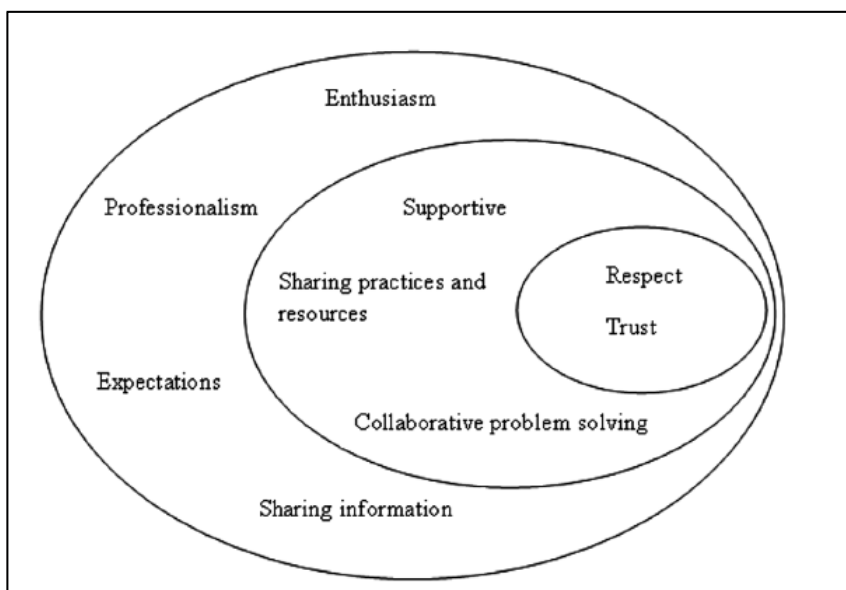 Enthusiasm
Professionalism
Supportive
Sharing practices and
resources
Respect
Trust
Expectations
Collaborative problem solving
Sharing information